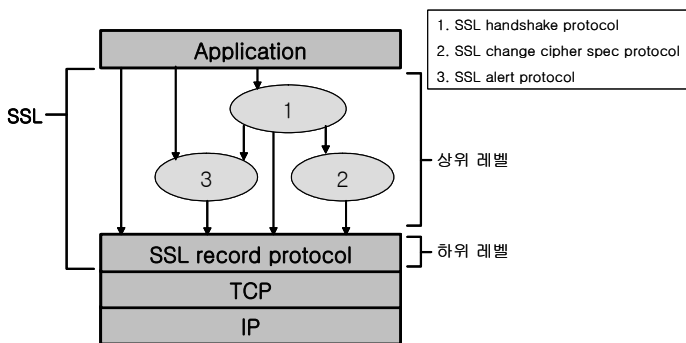 Application
1. SSL handshake protocol
2. SSL change cipher spec protocol
3. SSL alert protocol
SSL
1
상위 레벨
3
2
SSL record protocol
하위 레벨
TCP
IP